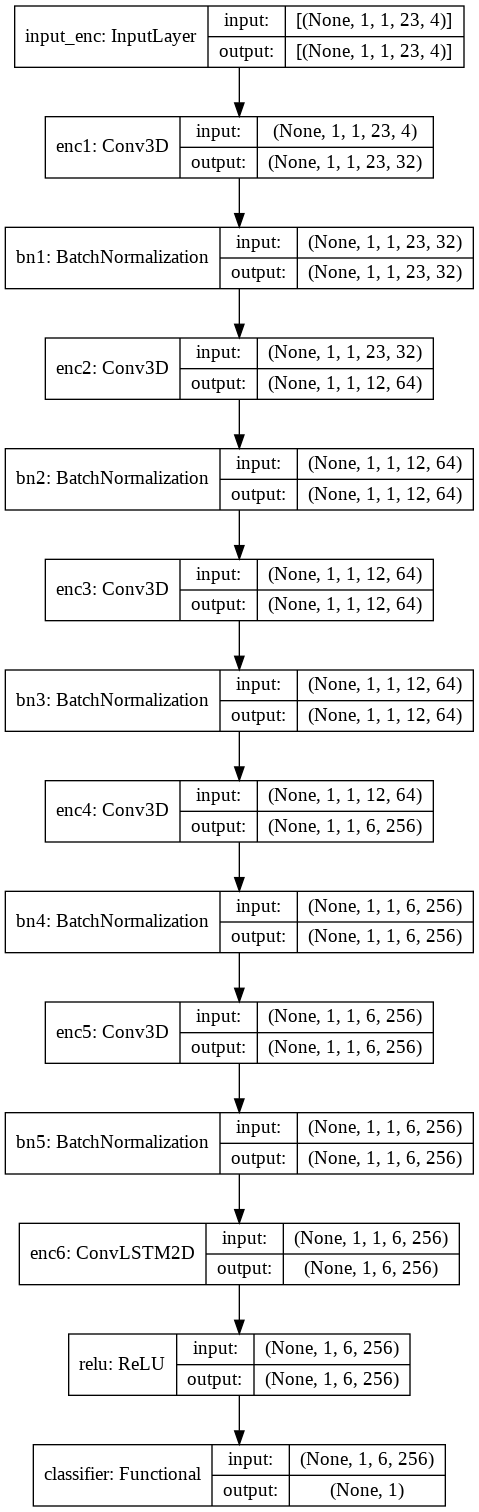 input_enc: InputLayer
input: [(None, 1, 1, 23, 4)]
output: [(None, 1, 1, 23, 4)]
enc1: Conv3D
input: (None, 1, 1, 23, 4)
output: (None, 1, 1, 23, 32)
bn1: BatchNormalization
input: (None, 1, 1, 23, 32)
output: (None, 1, 1, 23, 32)
enc2: Conv3D
input: (None, 1, 1, 23, 32)
output: (None, 1, 1, 12, 64)
bn2: BatchNormalization
input: (None, 1, 1, 12, 64)
output: (None, 1, 1, 12, 64)
enc3: Conv3D
input: (None, 1, 1, 12, 64)
output: (None, 1, 1, 12, 64)
bn3: BatchNormalization
input: (None, 1, 1, 12, 64)
output: (None, 1, 1, 12, 64)
enc4: Conv3D
input: (None, 1, 1, 12, 64)
output: (None, 1, 1, 6, 256)
bn4: BatchNormalization
input: (None, 1, 1, 6, 256)
output: (None, 1, 1, 6, 256)
enc5: Conv3D
input: (None, 1, 1, 6, 256)
output: (None, 1, 1, 6, 256)
bn5: BatchNormalization
input: (None, 1, 1, 6, 256)
output: (None, 1, 1, 6, 256)
enc6: ConvLSTM2D
input: (None, 1, 1, 6, 256)
output: (None, 1, 6, 256)
relu: ReLU
input: (None, 1, 6, 256)
output: (None, 1, 6, 256)
classifier: Functional
input: (None, 1, 6, 256)
output: (None, 1)